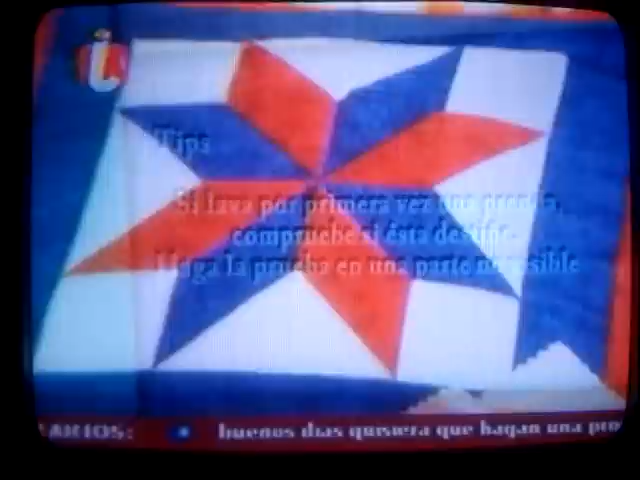 i
Tips
Si lava por primera vez una prenda,
compruebe si ésta destiñe.
Haga la prueba en una parte no visible
buenos dias quisiera que hagan una